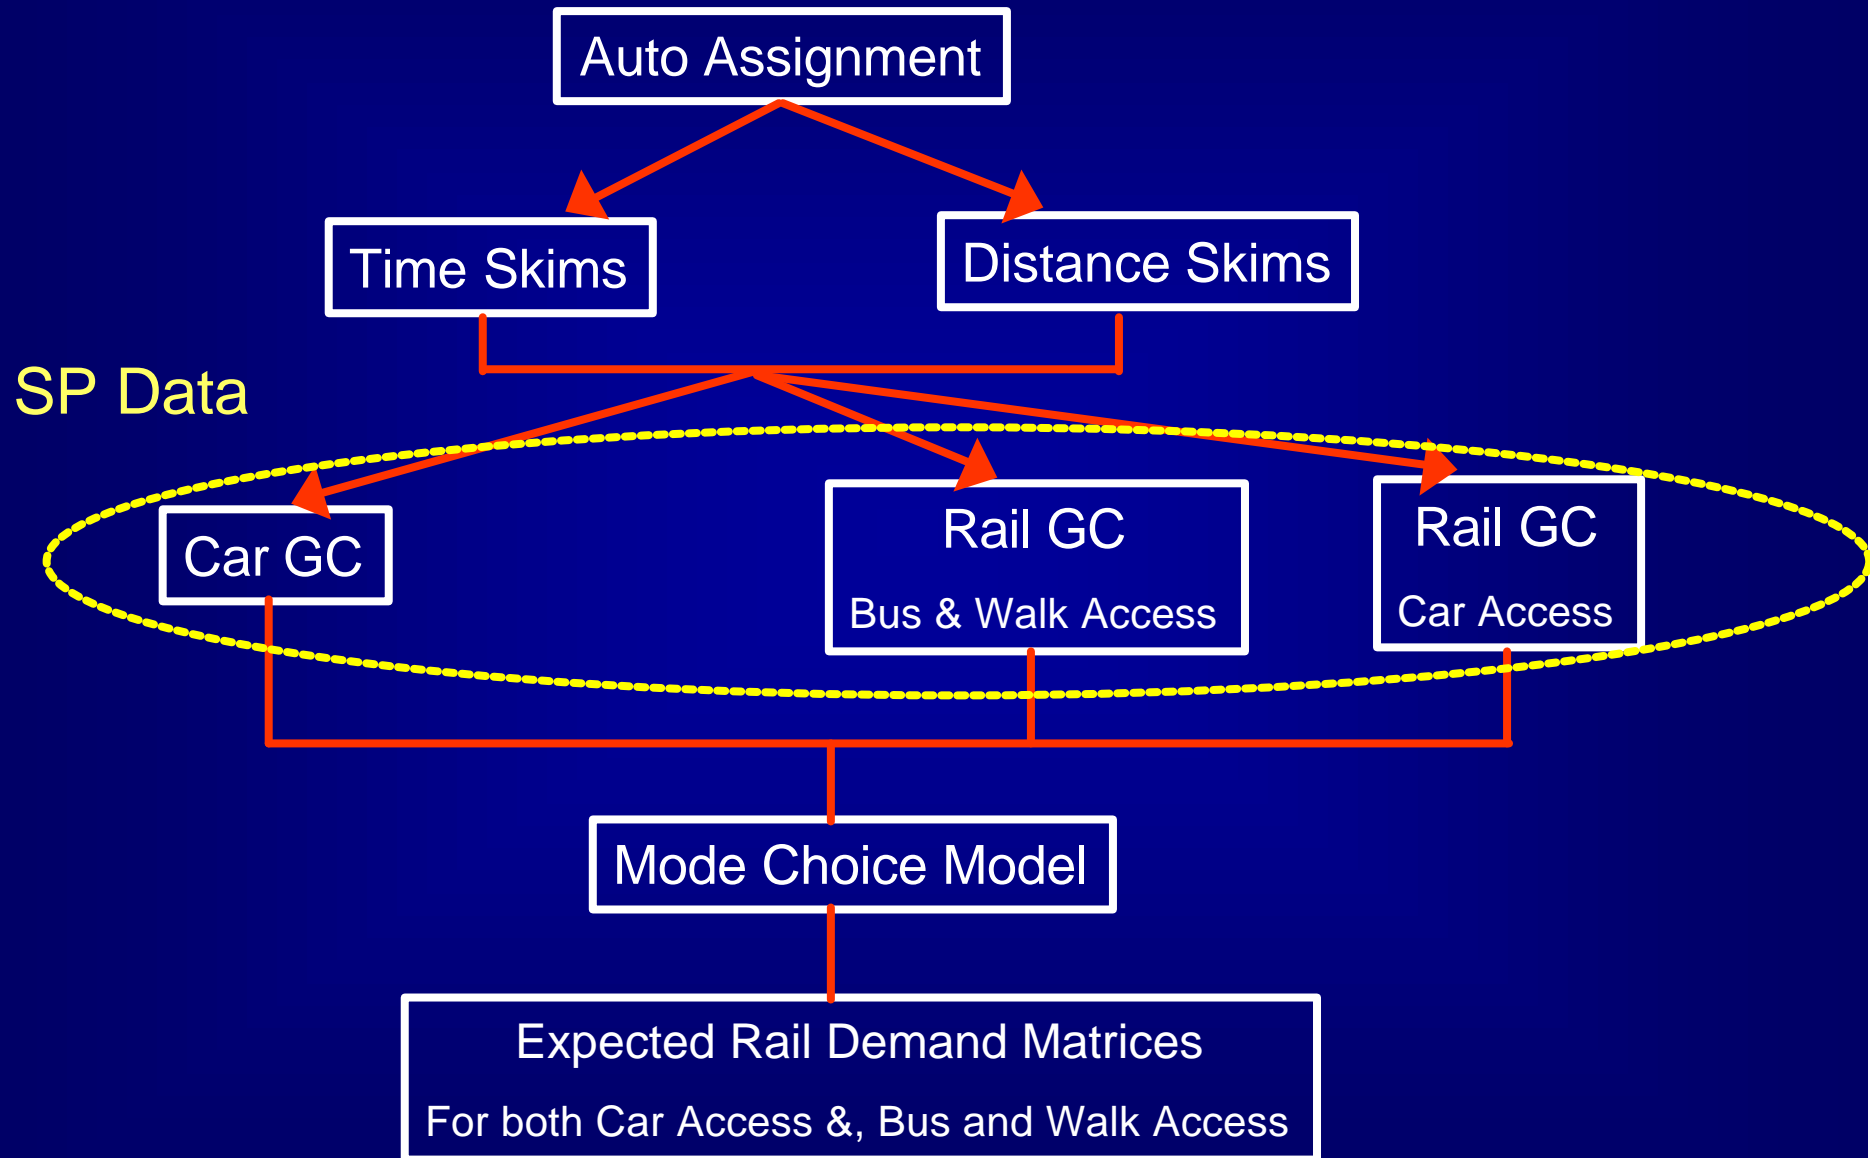 Auto Assignment
Time Skims
Distance Skims
SP Data
Car GC
Rail GC
Bus & Walk Access
Rail GC
Car Access
Mode Choice Model
Expected Rail Demand Matrices
For both Car Access &, Bus and Walk Access